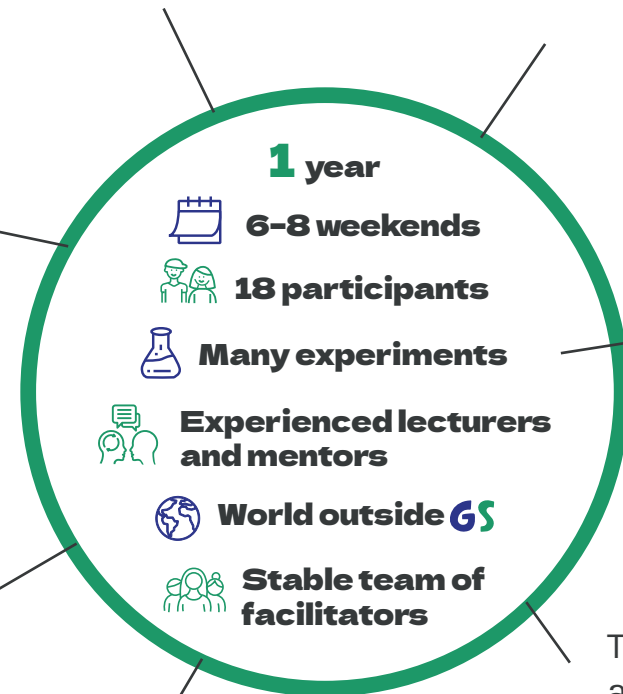 1 year
6–8 weekends
18 participants
Many experiments
Experienced lecturers
and mentors
World outside GS
Stable team of
facilitators
T
a